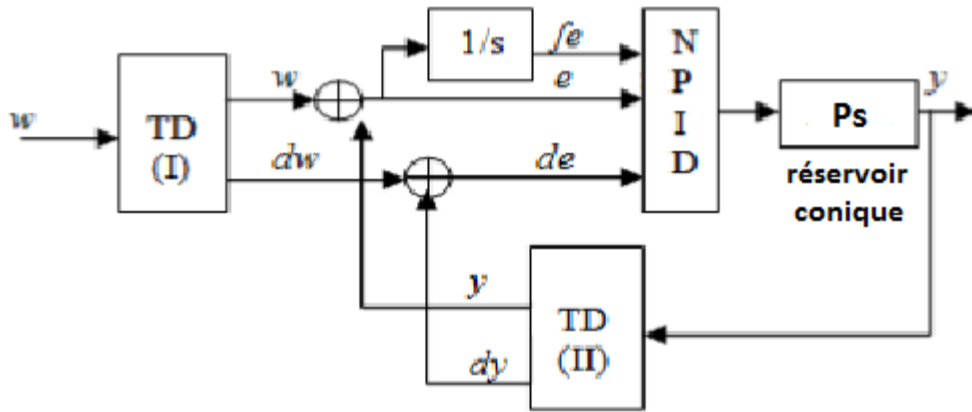 w
TD
(I)
w
dw
1/s
∫e
e
de
N
P
I
D
Ps
réservoir
conique
y
y
dy
TD
(II)